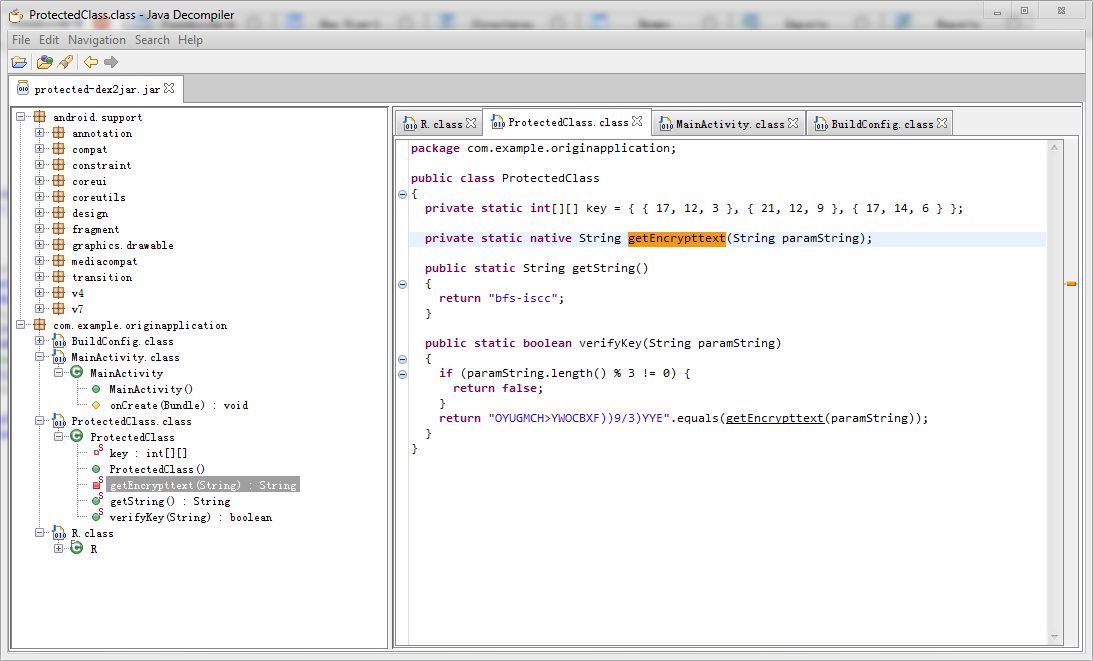 ProtectedClass.class - Java Decompiler
File Edit Navigation Search Help
protected-dex2jar.jar
android.support
annotation
compat
constraint
coreui
coreutils
design
fragment
graphics.drawable
mediacompat
transition
v4
v7
com.example.originapplication
BuildConfig.class
MainActivity.class
MainActivity
MainActivity()
onCreate(Bundle) : void
ProtectedClass.class
ProtectedClass
key : int[][]
ProtectedClass()
getEncrypttext(String) : String
getString() : String
verifyKey(String) : boolean
R.class
R
R.class ProtectedClass.class MainActivity.class BuildConfig.class
package com.example.originapplication;
public class ProtectedClass
{
private static int[][] key = { { 17, 12, 3 }, { 21, 12, 9 }, { 17, 14, 6 } };
private static native String getEncrypttext(String paramString);
public static String getString()
{
return "bfs-iscc";
}
public static boolean verifyKey(String paramString)
{
if (paramString.length() % 3 != 0) {
return false;
}
return "OYUGMCH>YWOCBXF))9/3)YYE".equals(getEncrypttext(paramString));
}
}